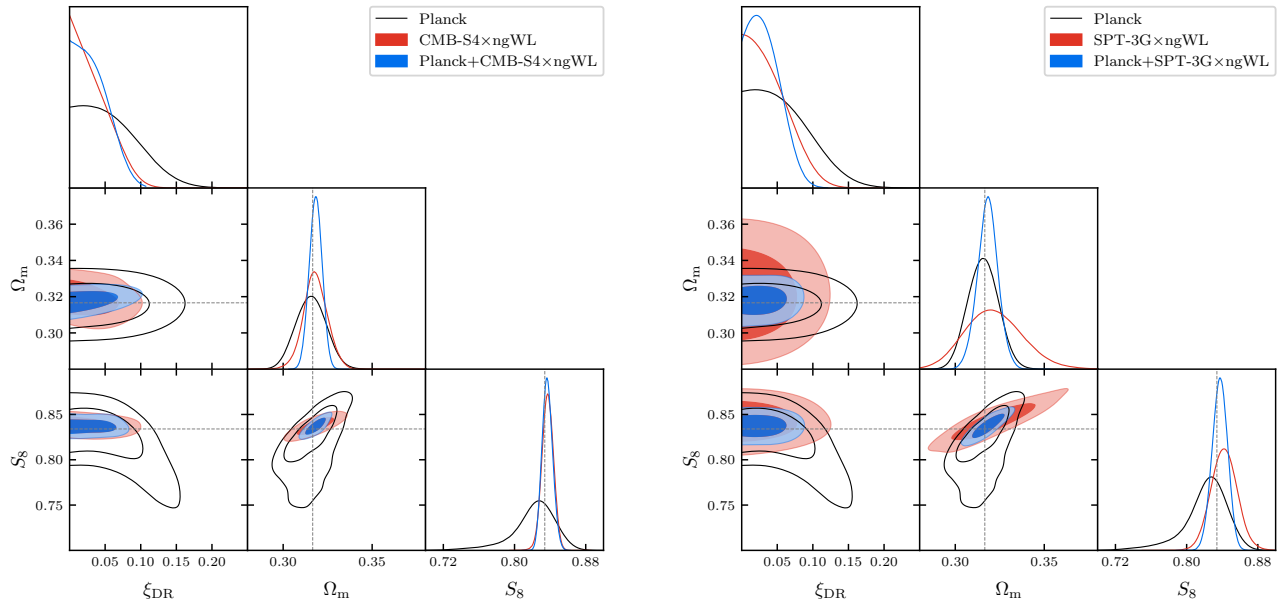 Planck
CMB-S4×ngWL
Planck+CMB-S4×ngWL
0.36
0.34
0.32
0.30
Ωm
0.85
0.80
0.75
S8
0.05 0.10 0.15 0.20
ξDR
0.30 0.35
Ωm
0.72 0.80 0.88
S8
Planck
SPT-3G×ngWL
Planck+SPT-3G×ngWL
0.36
0.34
0.32
0.30
Ωm
0.85
0.80
0.75
S8
0.05 0.10 0.15 0.20
ξDR
0.30 0.35
Ωm
0.72 0.80 0.88
S8